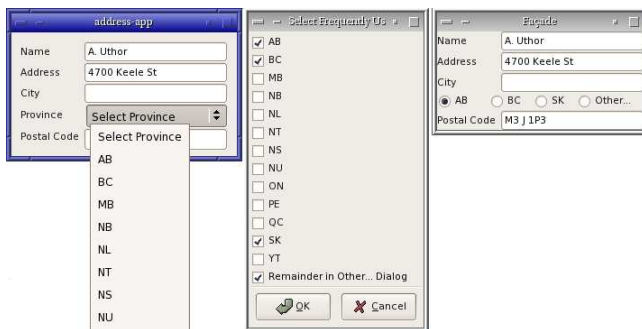 address-app
Name A. Uthor
Address 4700 Keele St
City
Province Select Province
Postal Code
Select Province
AB
BC
MB
NB
NL
NT
NS
NU
Select Frequently Us
AB
BC
MB
NB
NL
NT
NS
NU
ON
PE
QC
SK
YT
Remainder in Other... Dialog
OK Cancel
Façade
Name A. Uthor
Address 4700 Keele St
City
AB BC SK Other...
Postal Code M3 J 1P3